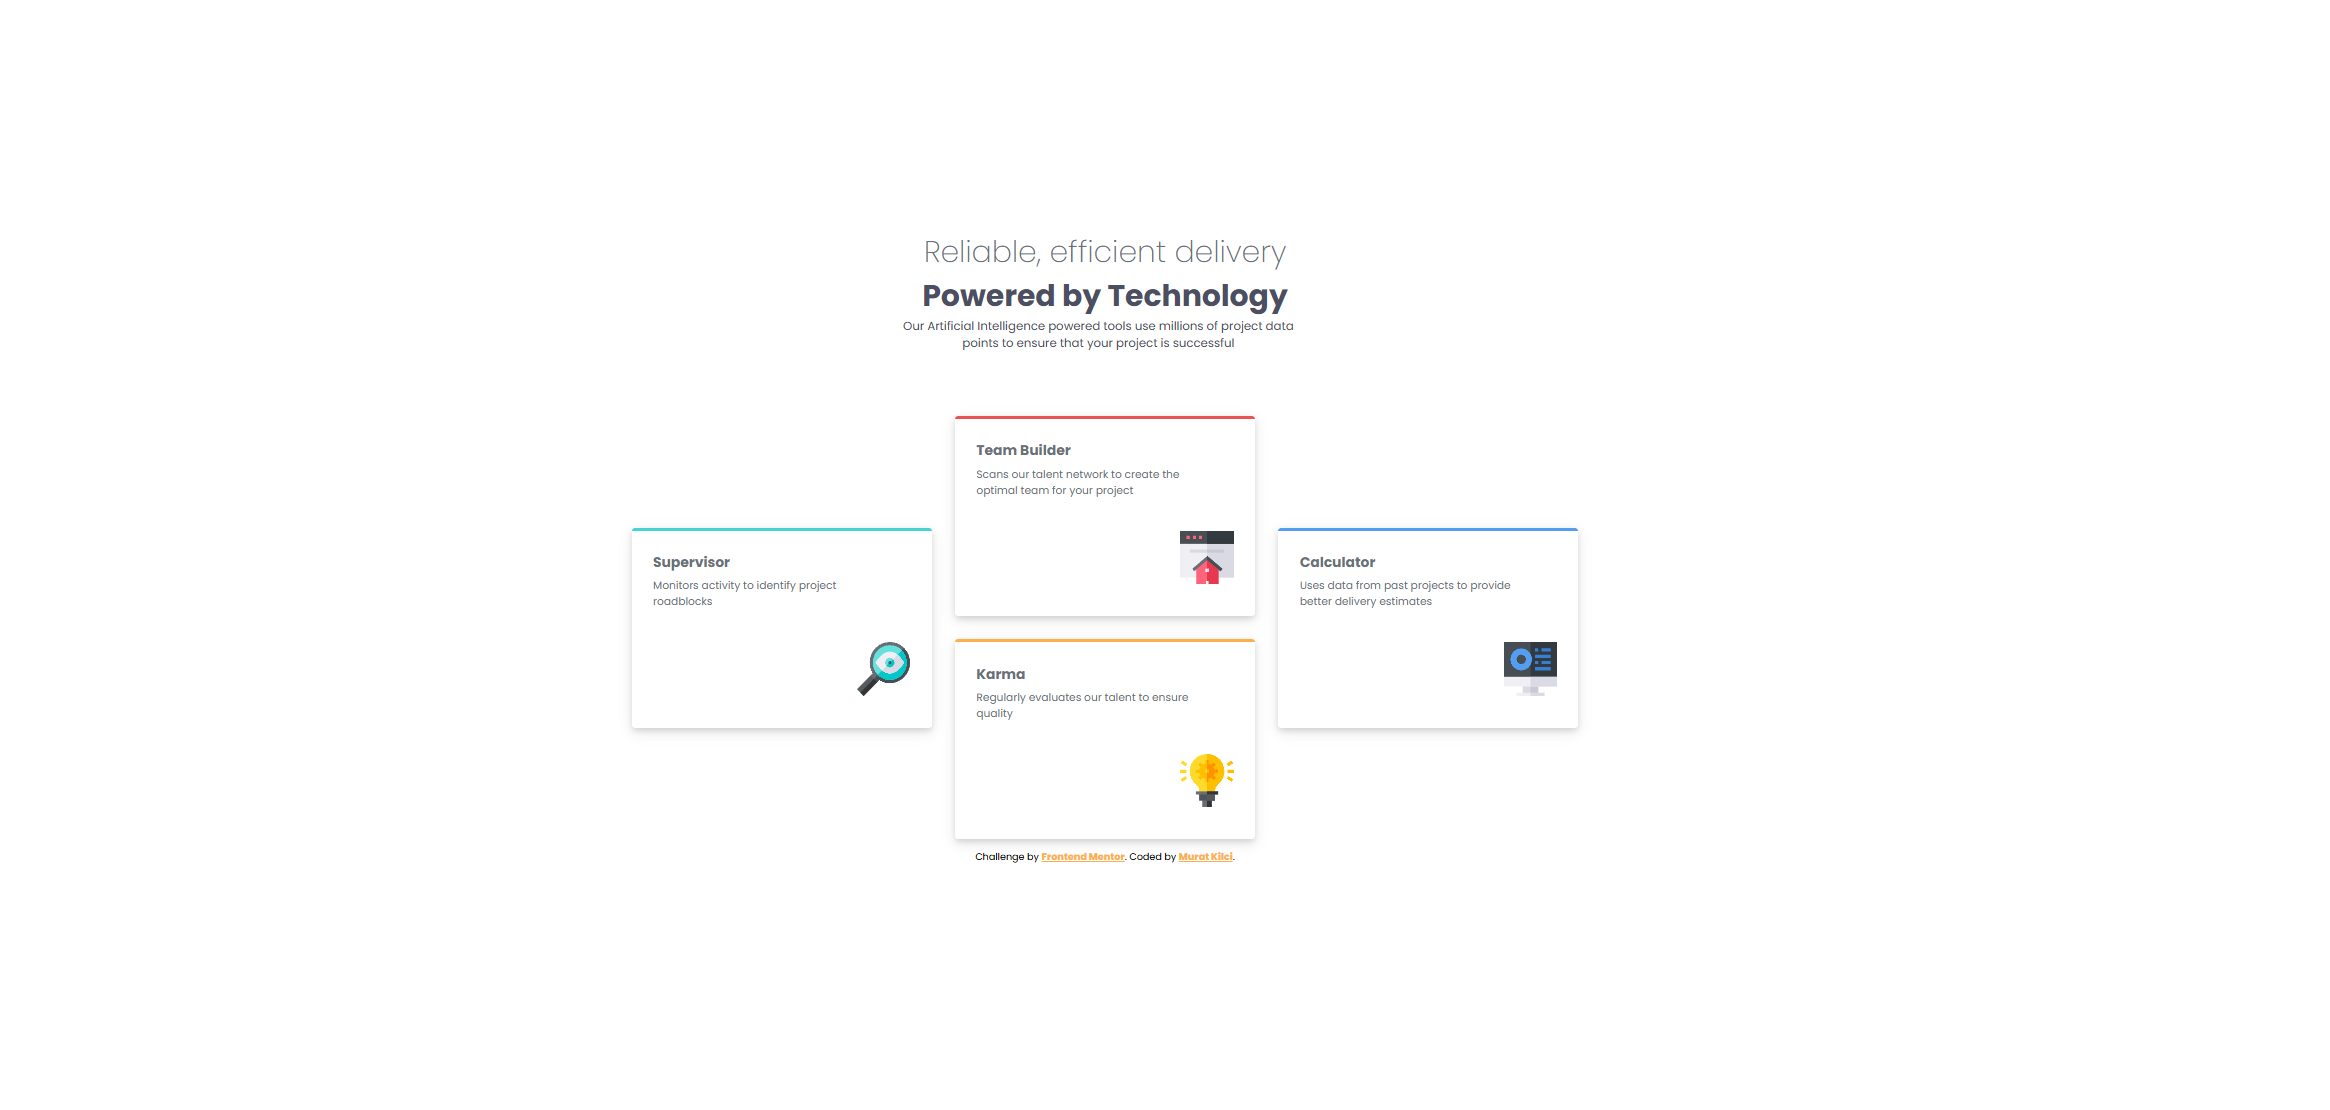 Reliable, efficient delivery
Powered by Technology
Our Artificial Intelligence powered tools use millions of project data
points to ensure that your project is successful
Team Builder
Scans our talent network to create the
optimal team for your project
Supervisor
Monitors activity to identify project
roadblocks
Calculator
Uses data from past projects to provide
better delivery estimates
Karma
Regularly evaluates our talent to ensure
quality
Challenge by Frontend Mentor. Coded by Murat Kilci.